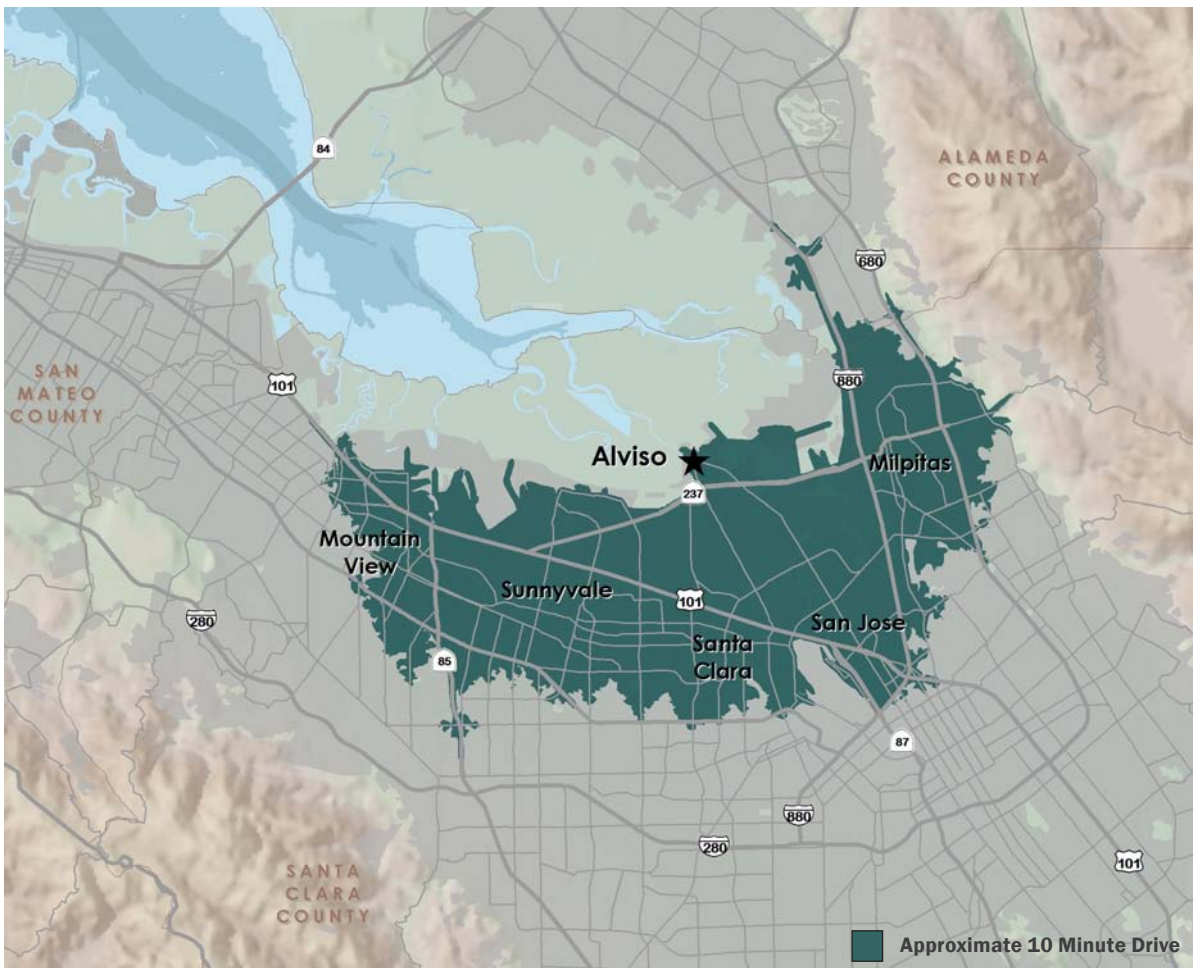 84
ALAMEDA
COUNTY
680
SAN
MATEO
COUNTY
101
880
Alviso
Milpitas
237
Mountain
View
Sunnyvale
101
280
San Jose
Santa
Clara
85
87
880
280
101
SANTA
CLARA
COUNTY
Approximate 10 Minute Drive